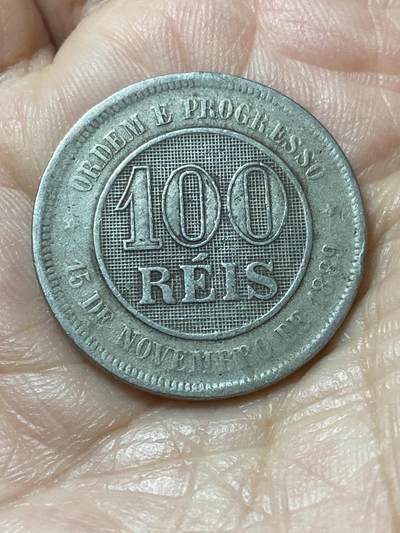 ORDEM E PROGRESSO
100
RÉIS
15 DE NOVEMBRO DE 1889